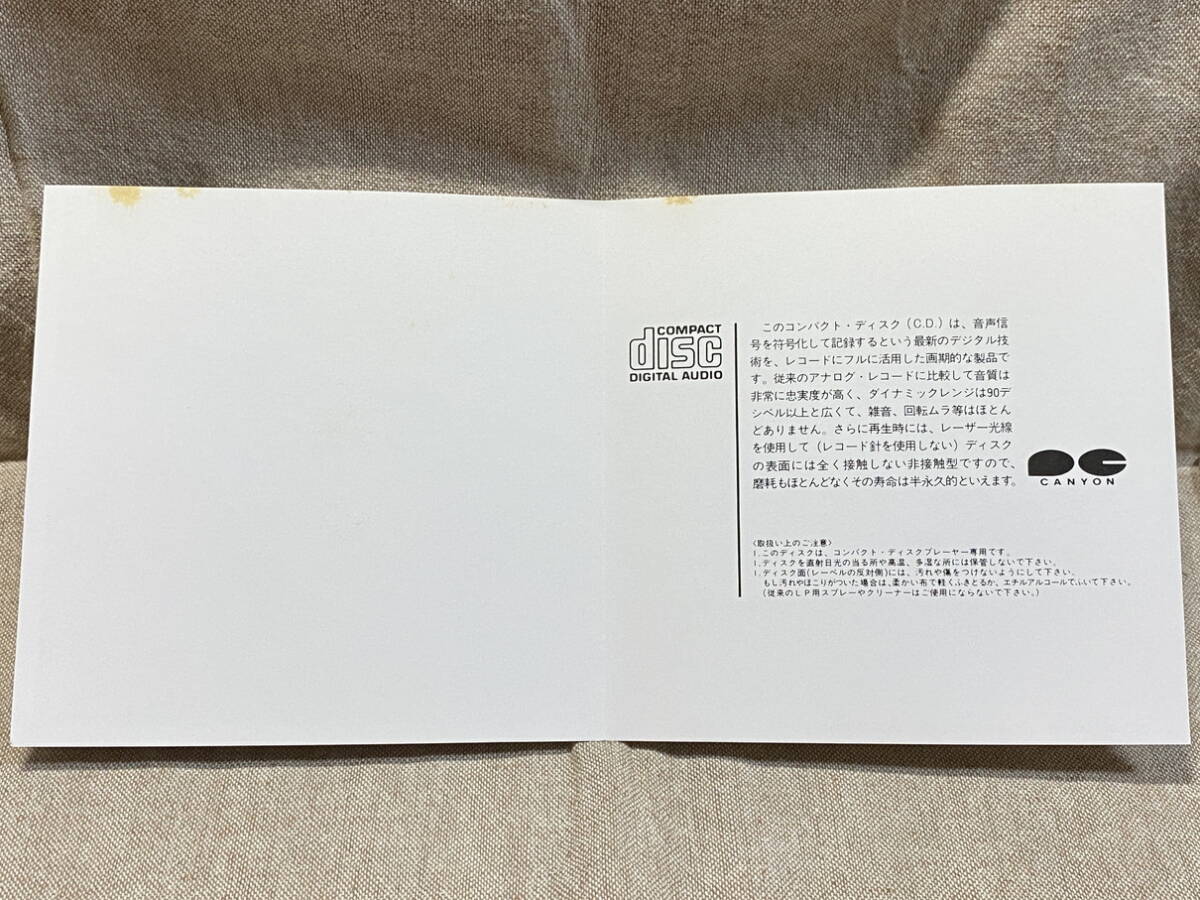 COMPACT
disc
DIGITAL AUDIO
このコンパクト・ディスク(C.D.)は、音声信
号を符号化して記録するという最新のデジタル技
術を、レコードにフルに活用した画期的な製品で
す。従来のアナログ・レコードに比較して音質は
非常に忠実度が高く、ダイナミックレンジは90デ
シベル以上と広くて、雑音、回転ムラ等はほとん
どありません。さらに再生時には、レーザー光線
を使用して(レコード針を使用しない)ディスク
の表面には全く接触しない非接触型ですので、
磨耗もほとんどなくその寿命は半永久的といえます。
CANYON
〈取扱い上のご注意〉
1.このディスクは、コンパクト・ディスクプレーヤー専用です。
1.ディスクを直射日光の当る所や高温、多湿な所には保管しないで下さい。
1.ディスク面(レーベルの反対側)には、汚れや傷をつけないようにして下さい。
もし汚れやほこりがついた場合は、柔かい布で軽くふきとるか、エチルアルコールでふいて下さい。
(従来のLP用スプレーやクリーナーはご使用にならないで下さい。)